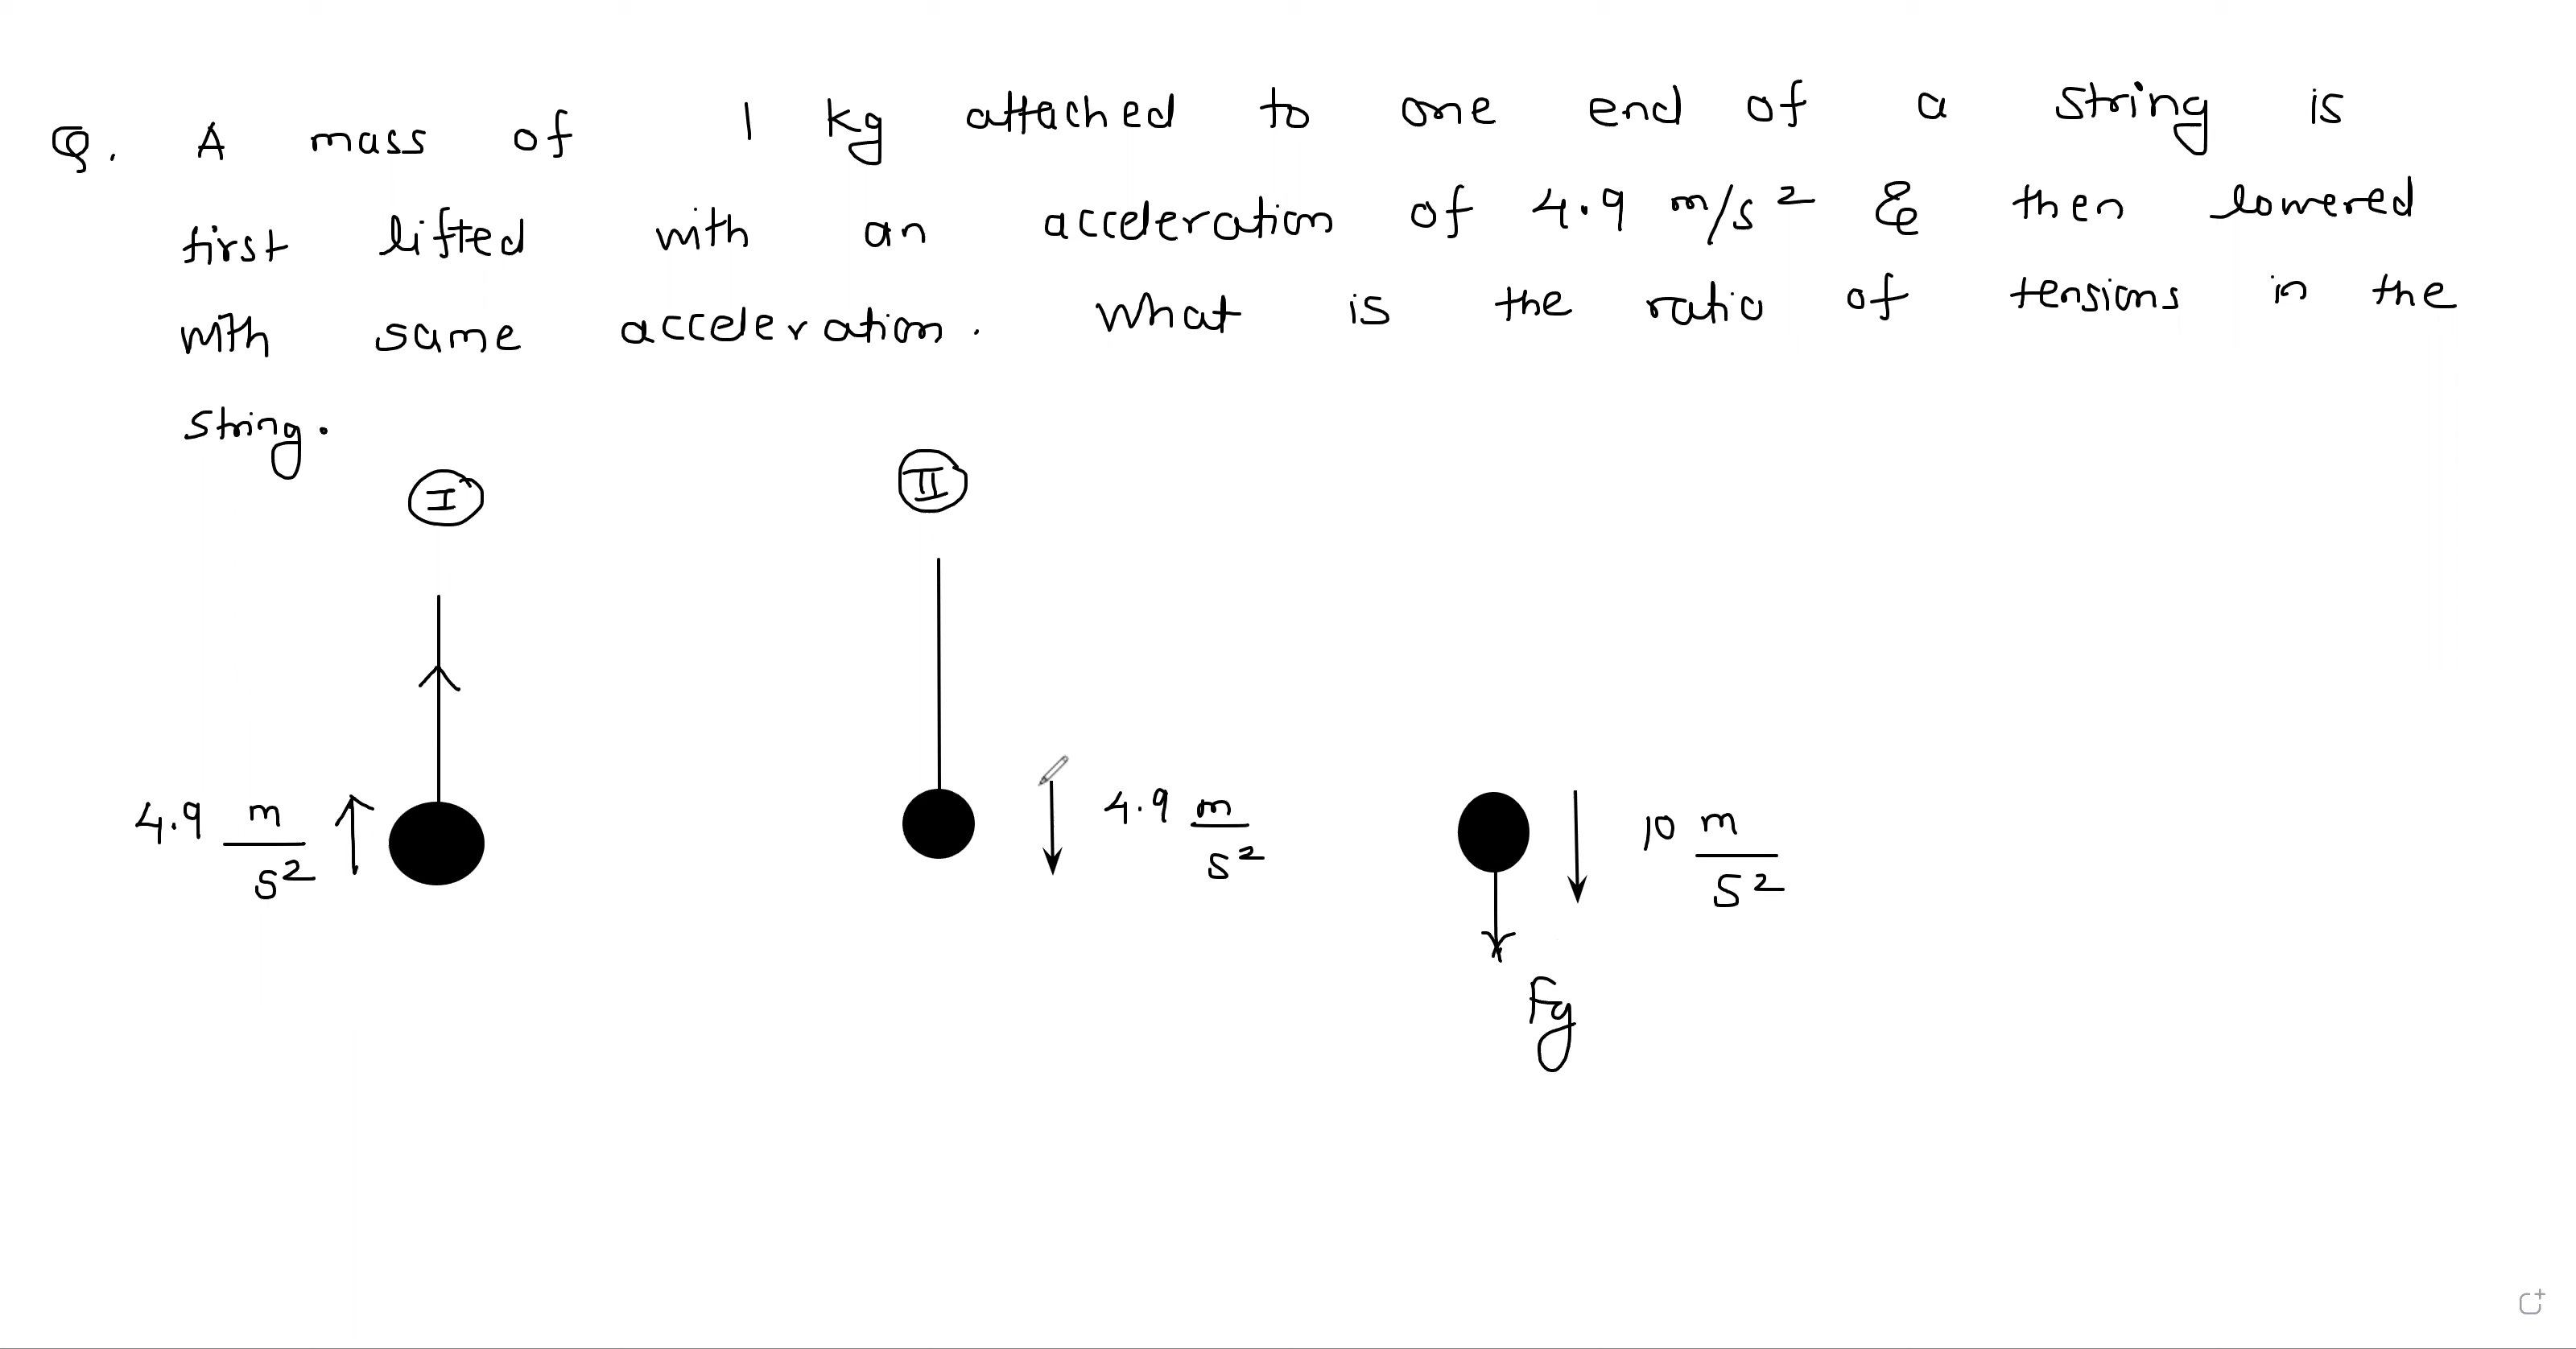 Q. A mass of 1 kg attached to one end of a string is
first lifted with an acceleration of 4.9 m/s² & then lowered
with same acceleration. What is the ratio of tensions in the
string.
I
II
4.9 m/s²
4.9 m/s²
10 m/s²
Fg